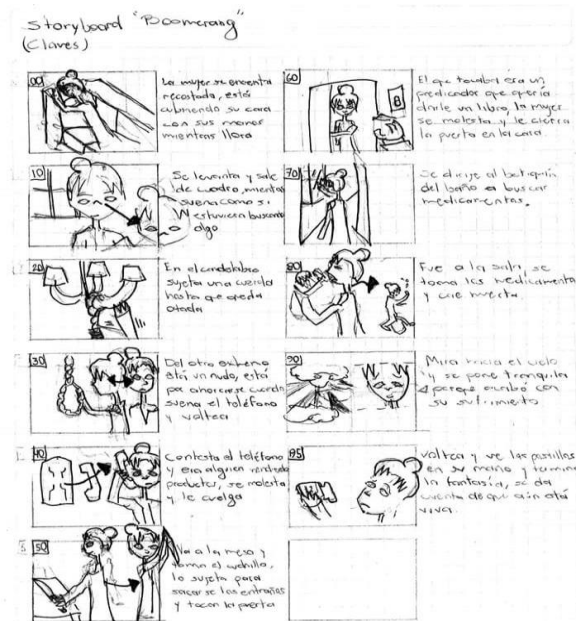 Storyboard "Boomerang"
(Claves)
00
La mujer se encuentra
recostada, está
cubriendo su cara
con sus manos
mientras llora
10
Se levanta y sale
de cuadro, mientras
suena como si
estuviera buscando
algo
20
En el candelabro
sujeta una cuerda
hasta que queda
atada
30
Del otro extremo
está un nudo, está
por ahorcarse cuando
suena el teléfono
y voltea
40
Contesta el teléfono
y era alguien vendiendo
productos, se molesta
y le cuelga
50
Va a la mesa y
toma el cuchillo,
lo sujeta para
sacarse las entrañas
y tocan la puerta
60
8
El que tocaba era un
predicador que quería
darle un libro, la mujer
se molesta y le cierra
la puerta en la cara.
70
Se dirige al botiquín
del baño a buscar
medicamentos.
80
Fue a la sala, se
toma los medicamentos
y cae muerta.
90
Mira hacia el cielo
y se pone tranquila
porque acabó con
su sufrimiento
95
voltea y ve las pastillas
en su mano y termina
la fantasía, se da
cuenta de que aún está
viva.